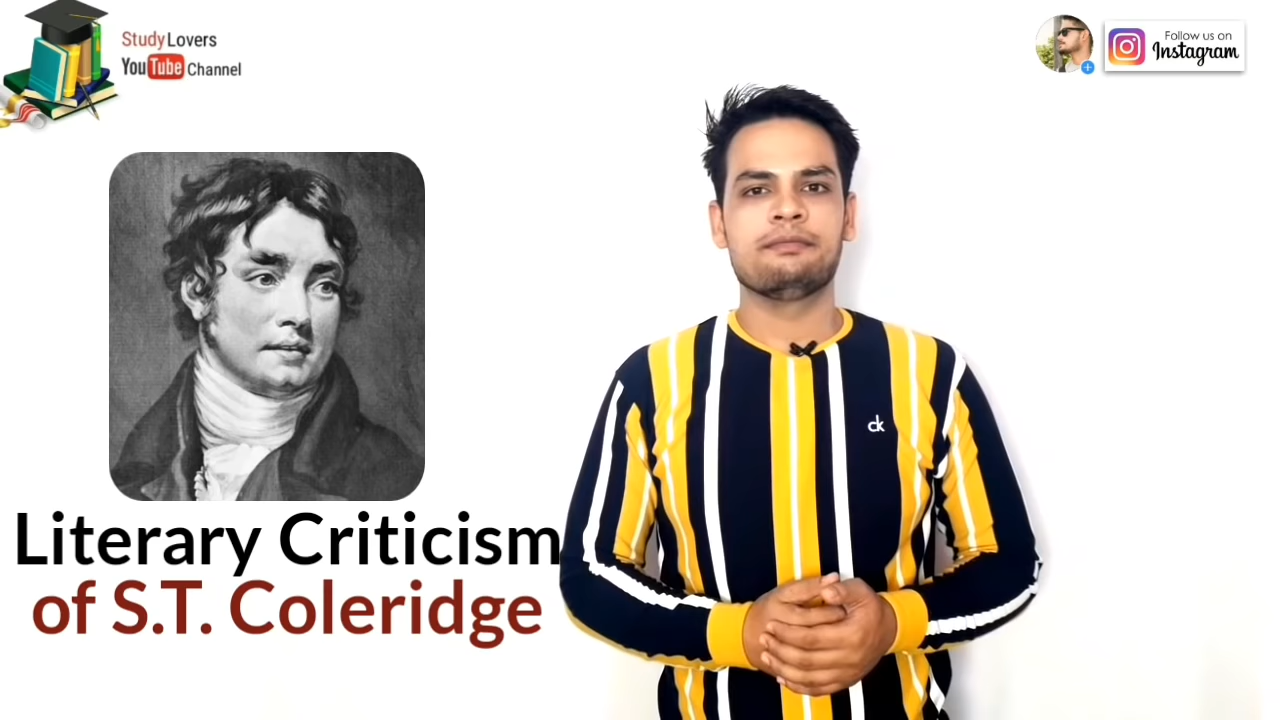 Study Lovers
YouTube Channel
Follow us on
Instagram
ck
Literary Criticism
of S.T. Coleridge